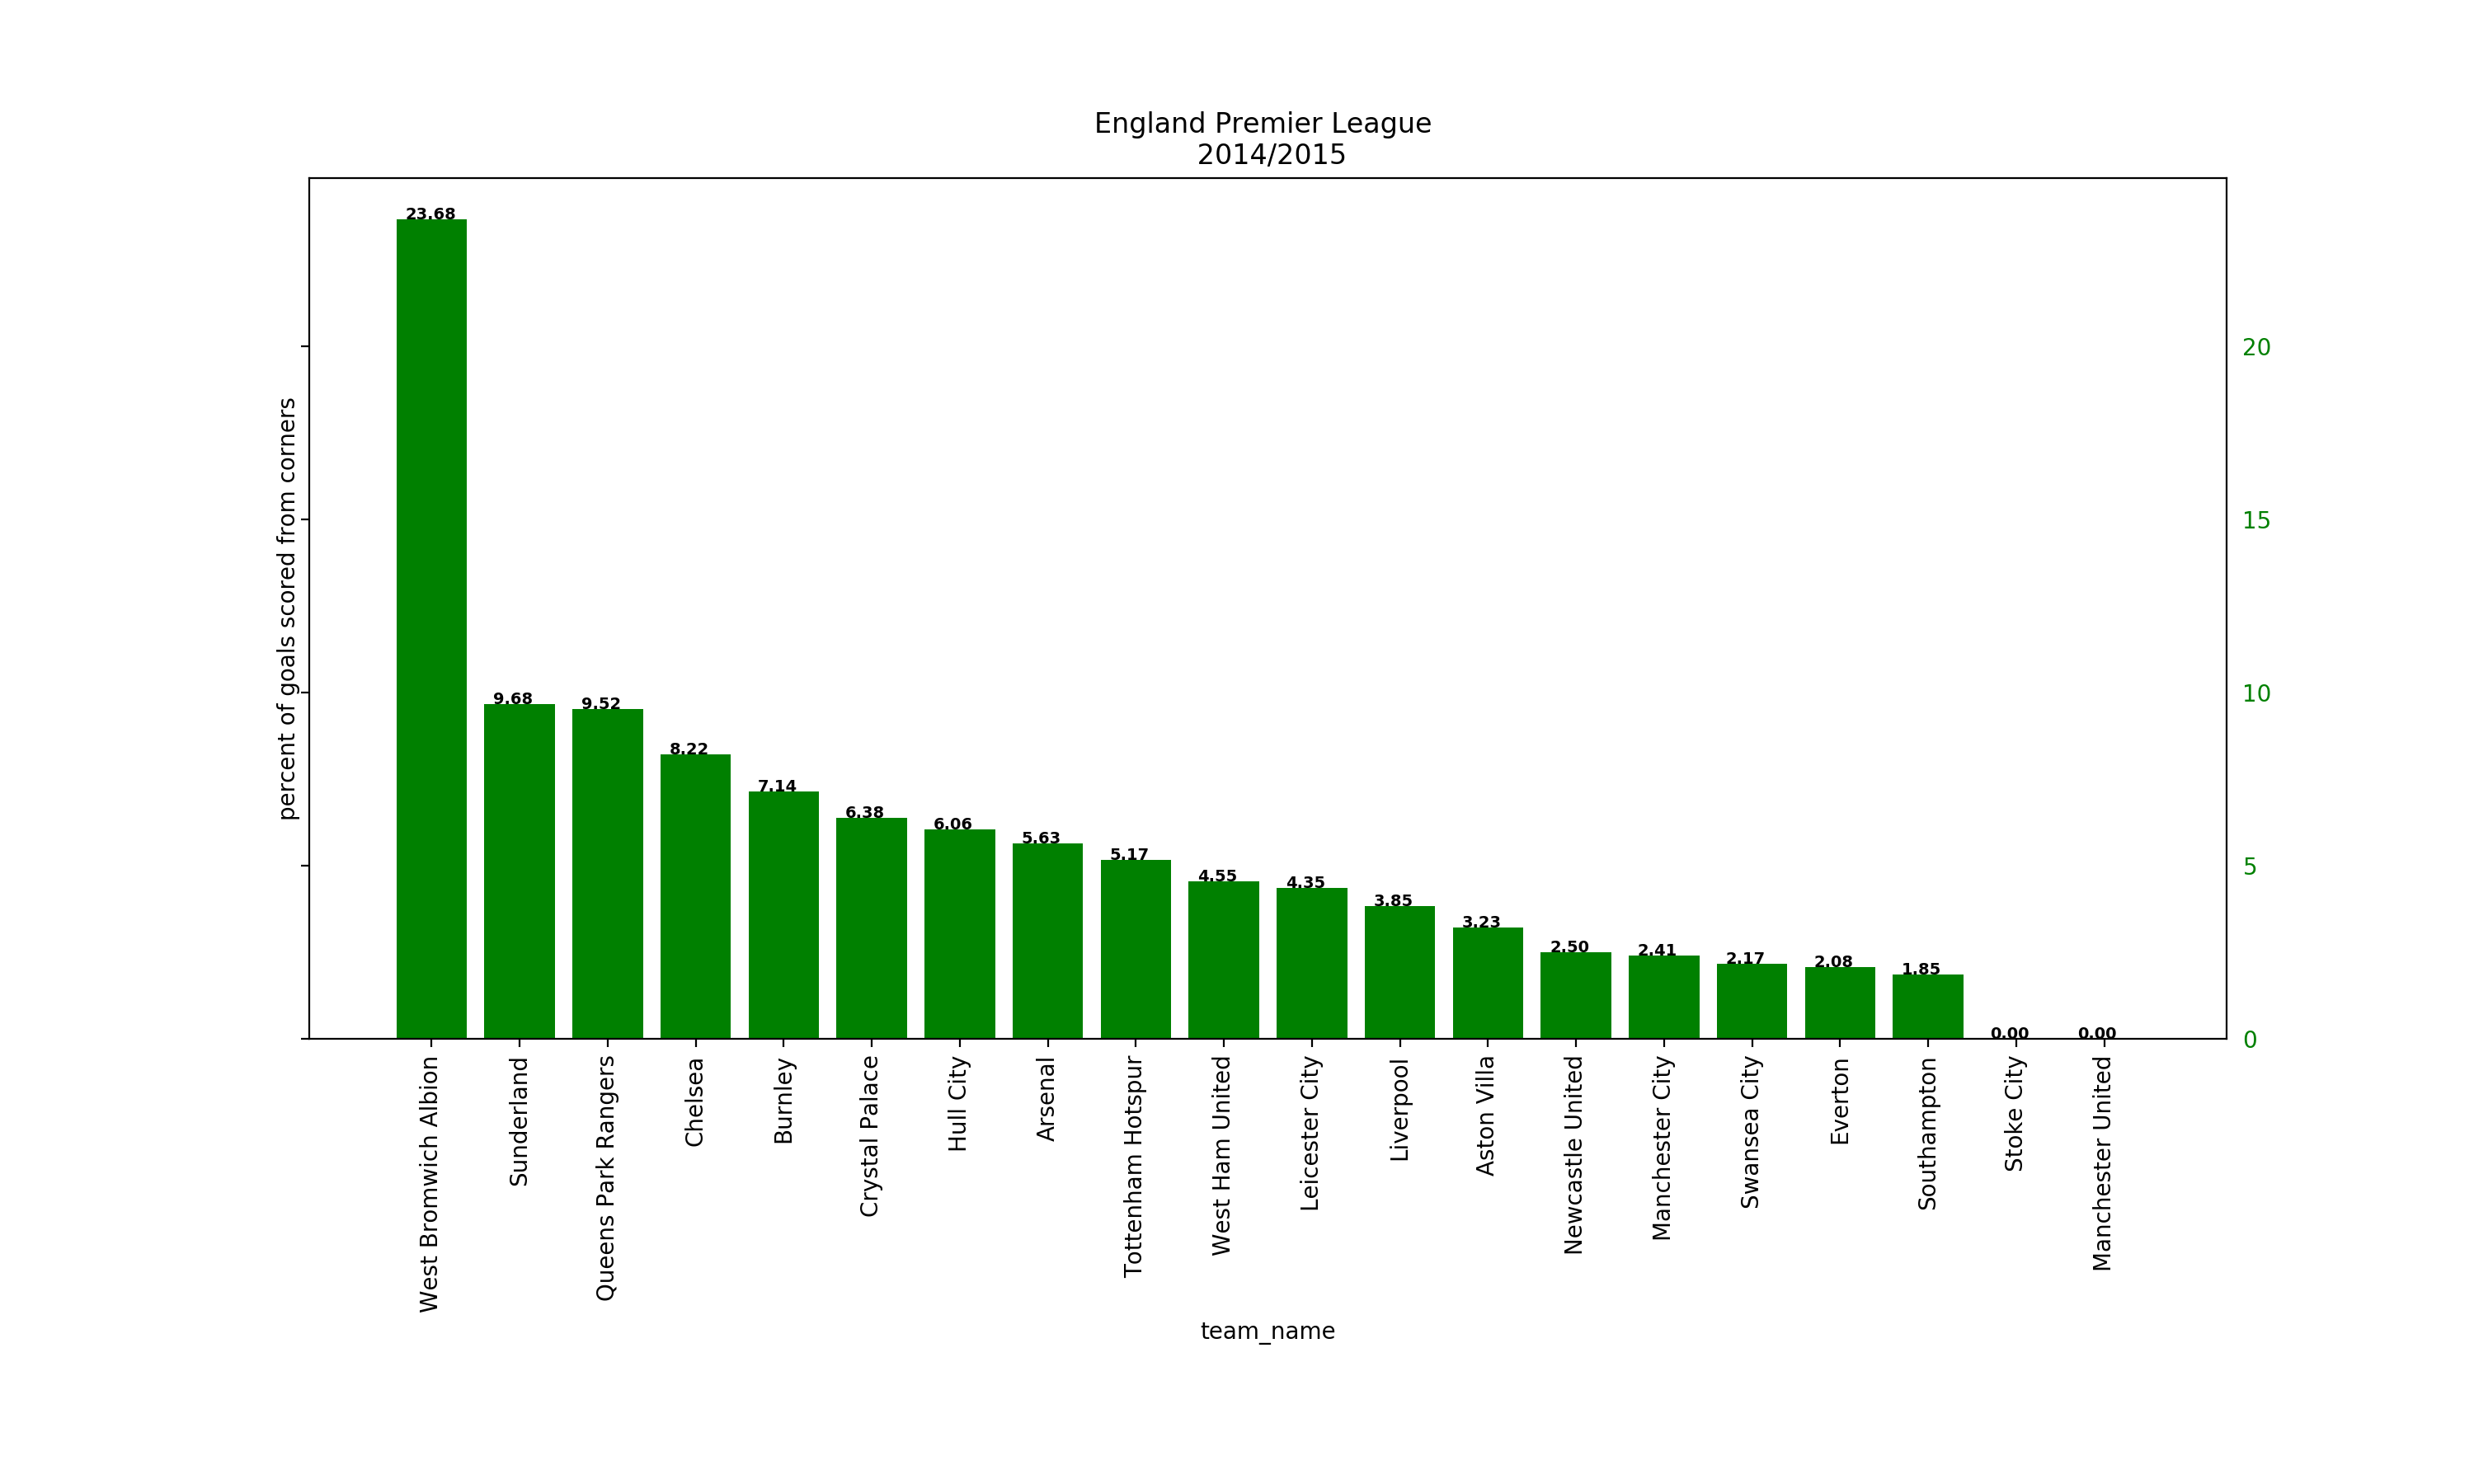 England Premier League
2014/2015
percent of goals scored from corners
23.68
9.68
9.52
8.22
7.14
6.38
6.06
5.63
5.17
4.55
4.35
3.85
3.23
2.50
2.41
2.17
2.08
1.85
0.00
0.00
20
15
10
5
0
West Bromwich Albion
Sunderland
Queens Park Rangers
Chelsea
Burnley
Crystal Palace
Hull City
Arsenal
Tottenham Hotspur
West Ham United
Leicester City
Liverpool
Aston Villa
Newcastle United
Manchester City
Swansea City
Everton
Southampton
Stoke City
Manchester United
team_name